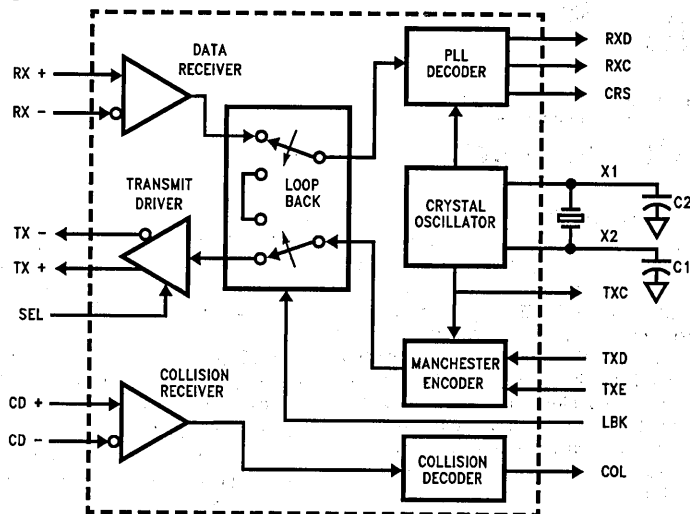 DATA
RECEIVER
RX +
RX -
PLL
DECODER
RXD
RXC
CRS
TRANSMIT
DRIVER
LOOP
BACK
CRYSTAL
OSCILLATOR
X1
C2
X2
C1
TX -
TX +
SEL
TXC
COLLISION
RECEIVER
MANCHESTER
ENCODER
TXD
TXE
CD +
CD -
LBK
COLLISION
DECODER
COL